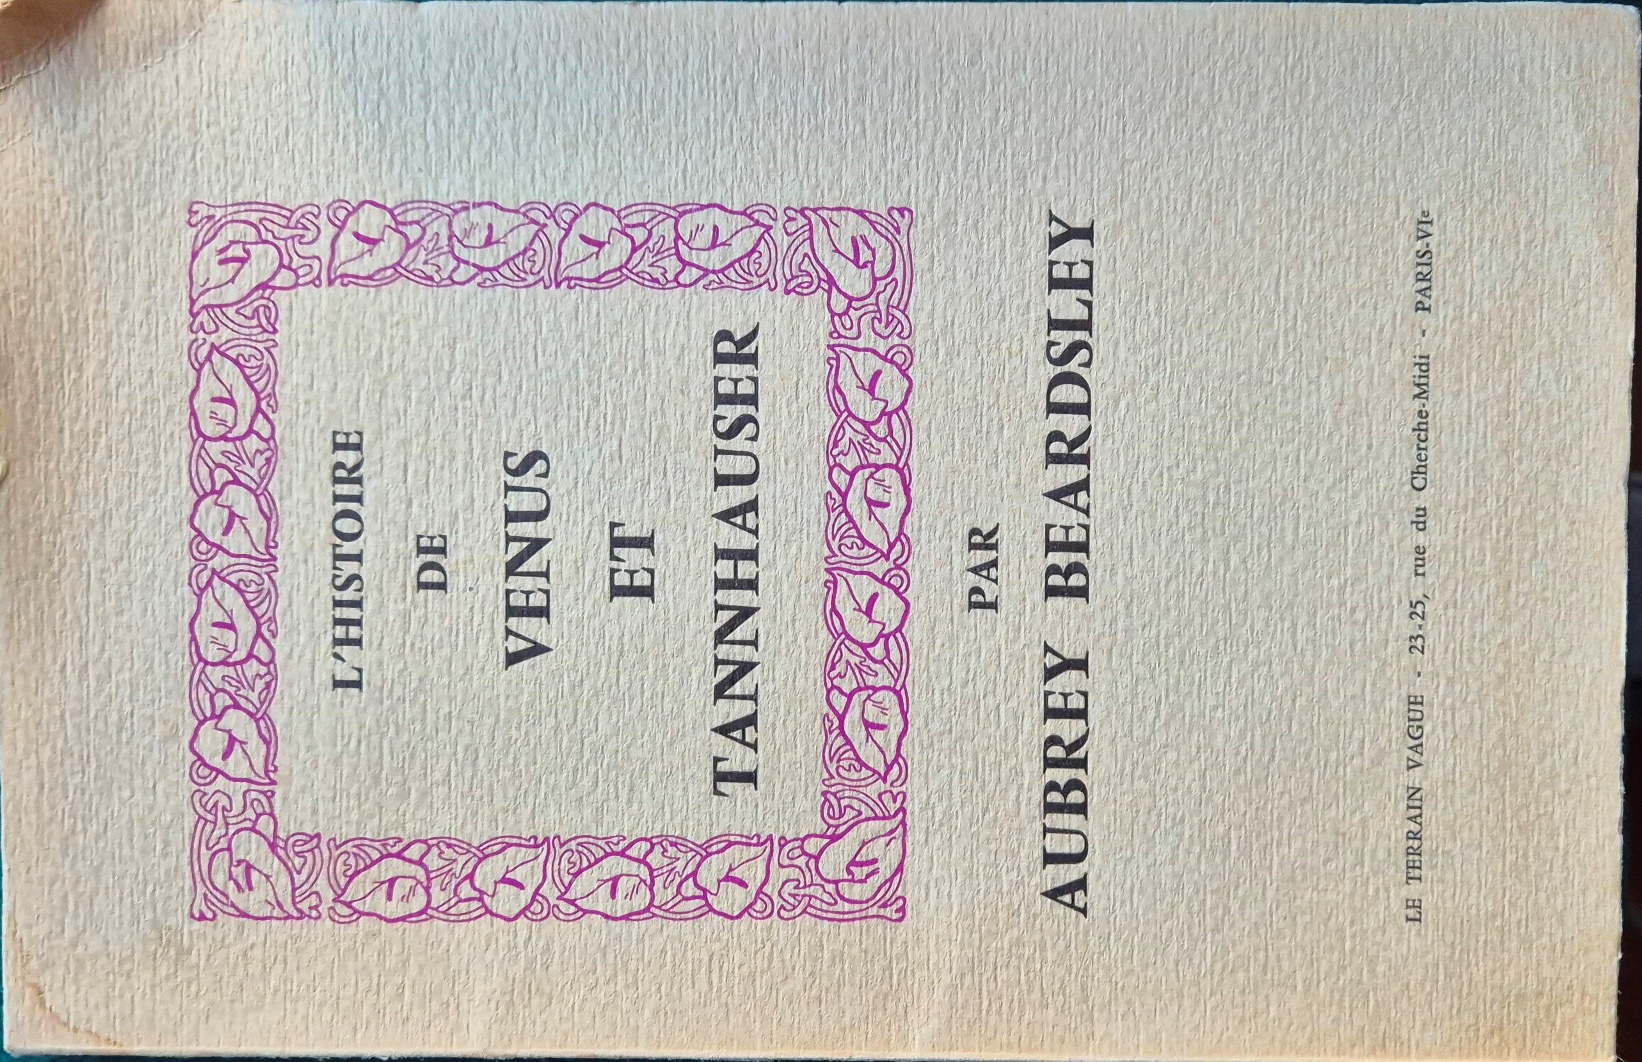 L'HISTOIRE
DE
VENUS
ET
TANNHAUSER
PAR
AUBREY BEARDSLEY
LE TERRAIN VAGUE - 23-25, rue du Cherche-Midi - PARIS-VIe